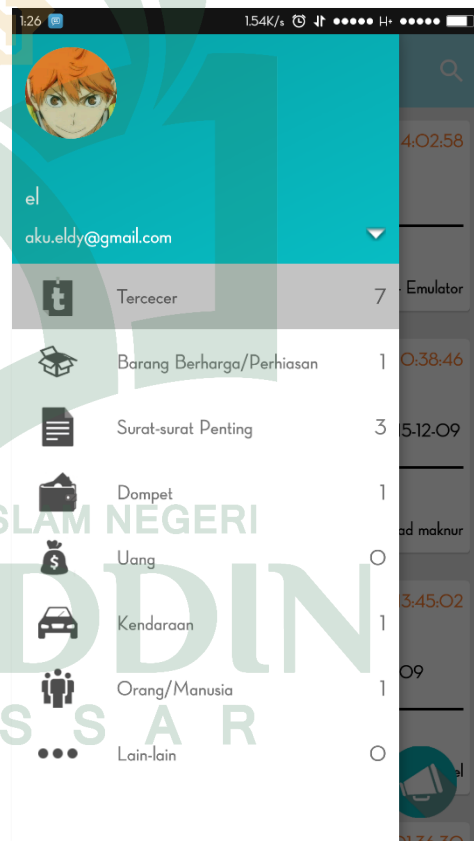 1:26 1.54K/s H+
4:02:58
el
aku.eldy@gmail.com
t Tercecer 7 - Emulator
Barang Berharga/Perhiasan 1 0:38:46
Surat-surat Penting 3 15-12-09
Dompet 1
SLAM NEGERI ad maknur
$ Uang 0
DDIN 3:45:02
Kendaraan 1
09
Orang/Manusia 1
S S A R
Lain-lain 0 el